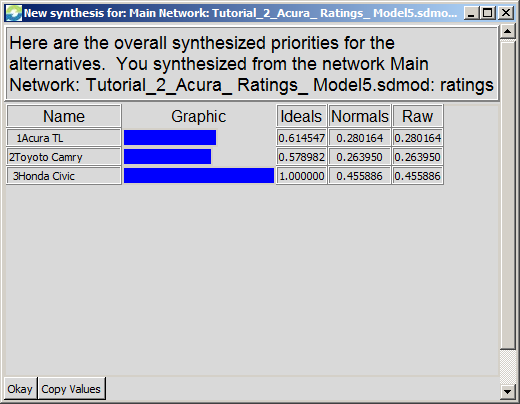 New synthesis for: Main Network: Tutorial_2_Acura_ Ratings_ Model5.sdmo...
Here are the overall synthesized priorities for the
alternatives. You synthesized from the network Main
Network: Tutorial_2_Acura_ Ratings_ Model5.sdmod: ratings
Name Graphic Ideals Normals Raw
1Acura TL 0.614547 0.280164 0.280164
2Toyoto Camry 0.578982 0.263950 0.263950
3Honda Civic 1.000000 0.455886 0.455886
Okay Copy Values